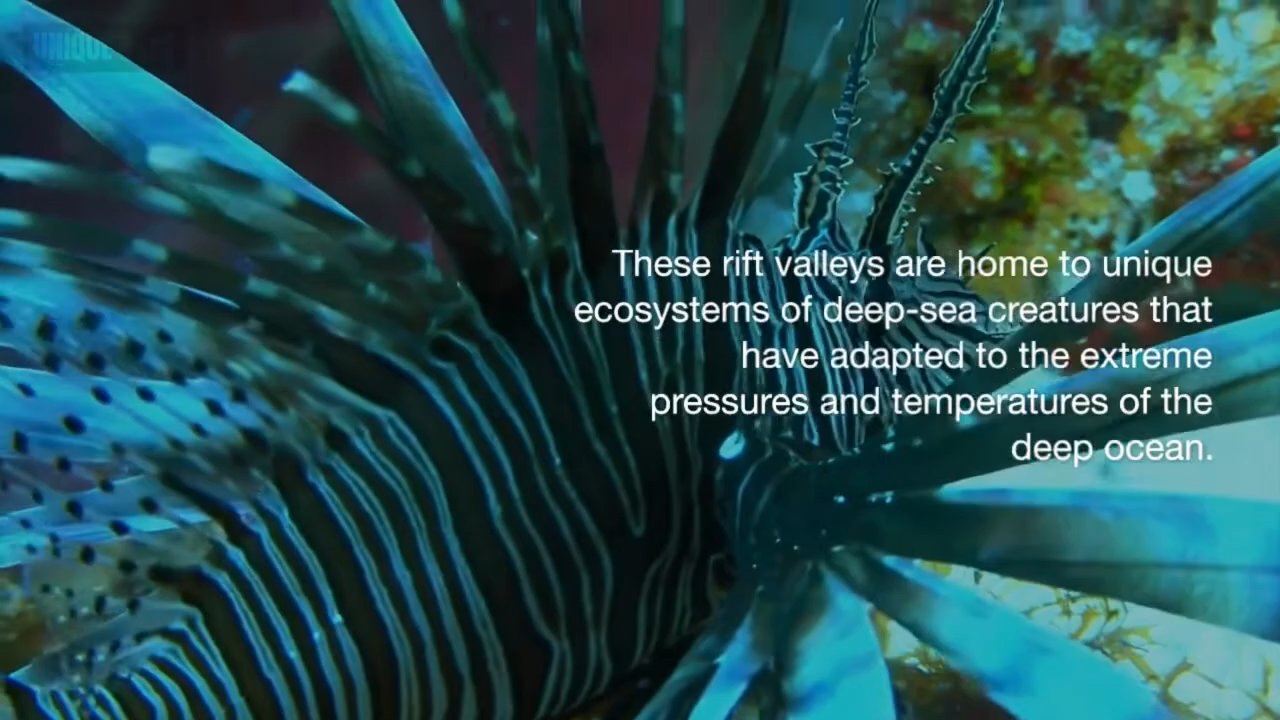 UNIQUE
These rift valleys are home to unique
ecosystems of deep-sea creatures that
have adapted to the extreme
pressures and temperatures of the
deep ocean.